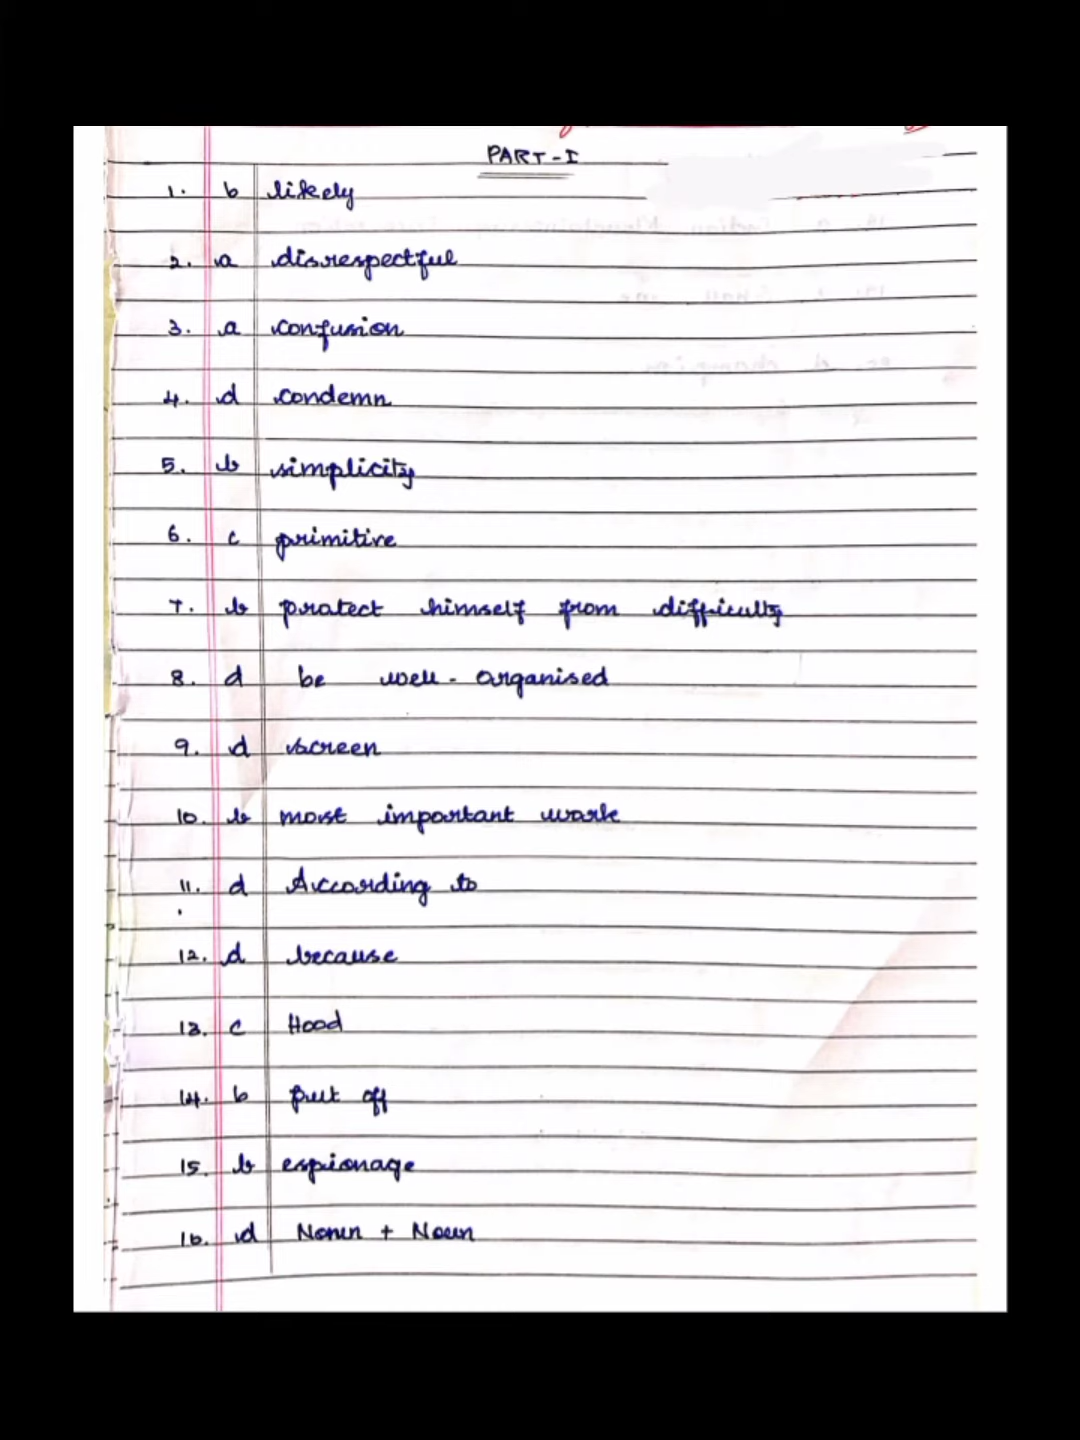 PART-I
1. b likely
2. a disrespectful
3. a confusion
4. d condemn
5. b simplicity
6. c primitive
7. b protect himself from difficulty
8. d be well-organised
9. d screen
10. b most important work
11. d According to
12. d because
13. c Hood
14. b put off
15. b espionage
16. d Noun + Noun